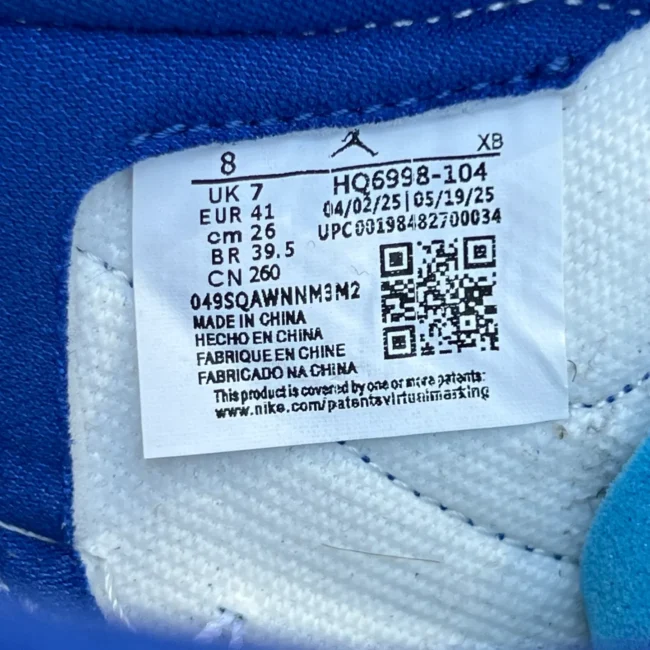 8
XB
UK 7
EUR 41
cm 26
BR 39.5
CN 260
HQ6998-104
04/02/25|05/19/25
UPC00198482700034
049SQAWNNM3M2
MADE IN CHINA
HECHO EN CHINA
FABRIQUE EN CHINE
FABRICADO NA CHINA
This product is covered by one or more patents:
www.nike.com/patentsvirtualmarking